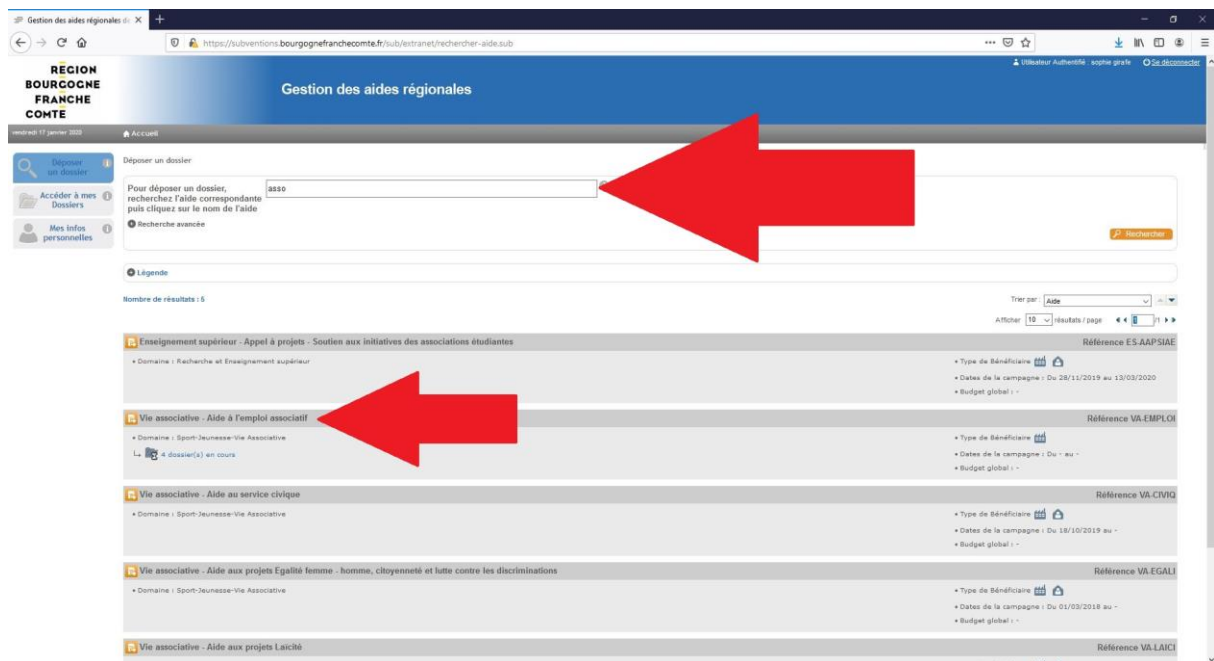 Gestion des aides régionales de
https://subventions.bourgognefranchecomte.fr/sub/extranet/rechercher-aide.sub
REGION
BOURGOGNE
FRANCHE
COMTE
Gestion des aides régionales
Utilisateur Authentifié : sophie girafe Se déconnecter
vendredi 17 janvier 2020
Accueil
Déposer
un dossier
Accéder à mes
Dossiers
Mes infos
personnelles
Déposer un dossier
Pour déposer un dossier,
recherchez l'aide correspondante
puis cliquez sur le nom de l'aide
asso
Recherche avancée
Rechercher
Légende
Nombre de résultats : 5
Trier par : Aide
Afficher 10 résultats / page 1 /1
Enseignement supérieur - Appel à projets - Soutien aux initiatives des associations étudiantes Référence ES-AAPSIAE
• Domaine : Recherche et Enseignement supérieur
• Type de Bénéficiaire
• Dates de la campagne : Du 28/11/2019 au 13/03/2020
• Budget global : -
Vie associative - Aide à l'emploi associatif Référence VA-EMPLOI
• Domaine : Sport-Jeunesse-Vie Associative
4 dossier(s) en cours
• Type de Bénéficiaire
• Dates de la campagne : Du - au -
• Budget global : -
Vie associative - Aide au service civique Référence VA-CIVIQ
• Domaine : Sport-Jeunesse-Vie Associative
• Type de Bénéficiaire
• Dates de la campagne : Du 18/10/2019 au -
• Budget global : -
Vie associative - Aide aux projets Egalité femme - homme, citoyenneté et lutte contre les discriminations Référence VA-EGALI
• Domaine : Sport-Jeunesse-Vie Associative
• Type de Bénéficiaire
• Dates de la campagne : Du 01/03/2018 au -
• Budget global : -
Vie associative - Aide aux projets Laïcité Référence VA-LAICI